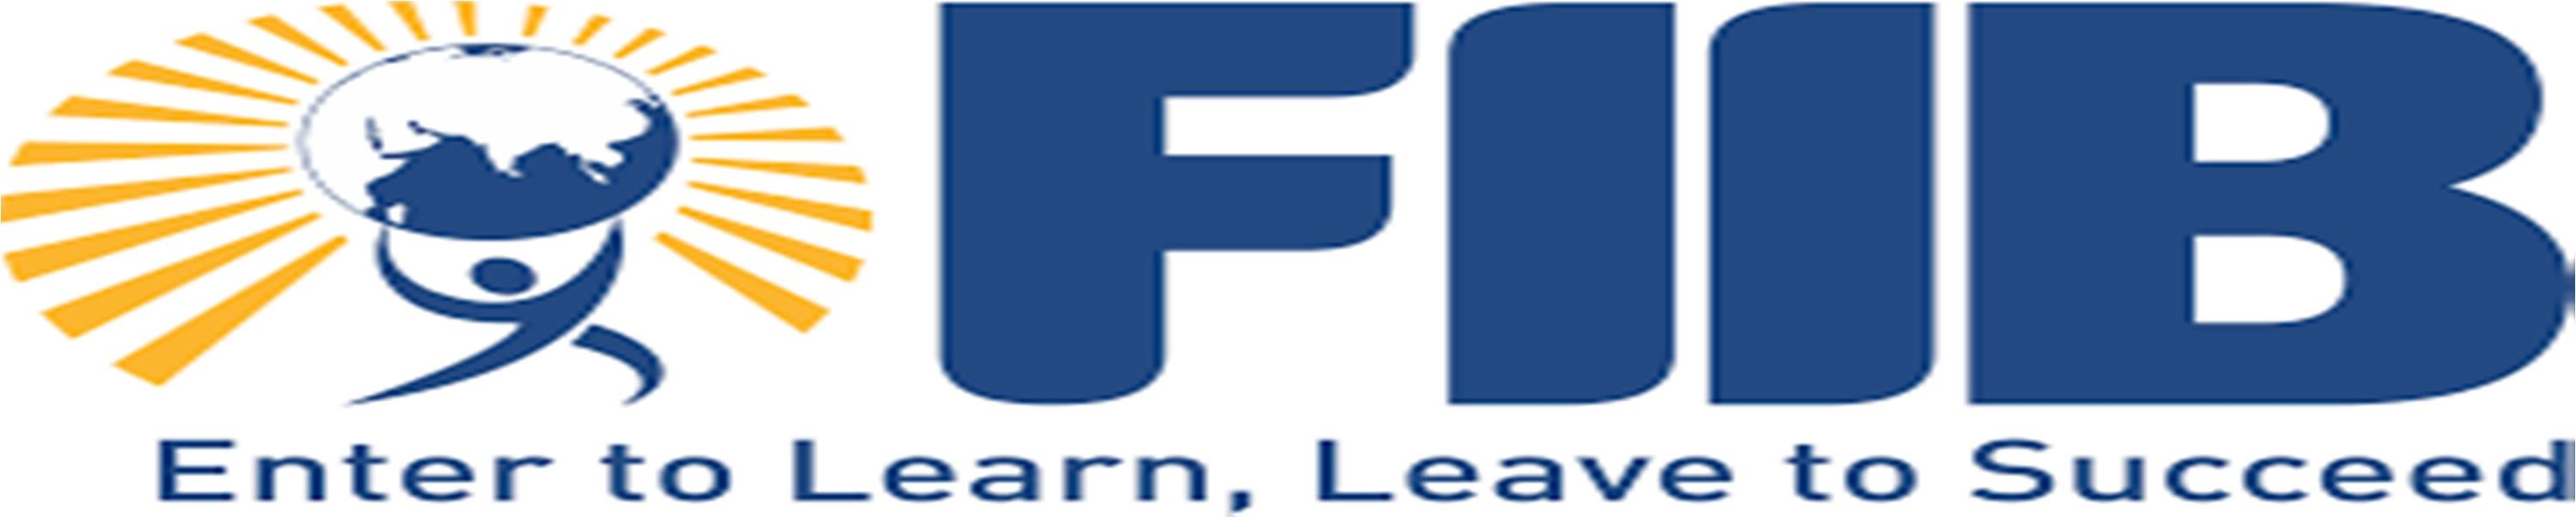 FIIB
Enter to Learn, Leave to Succeed